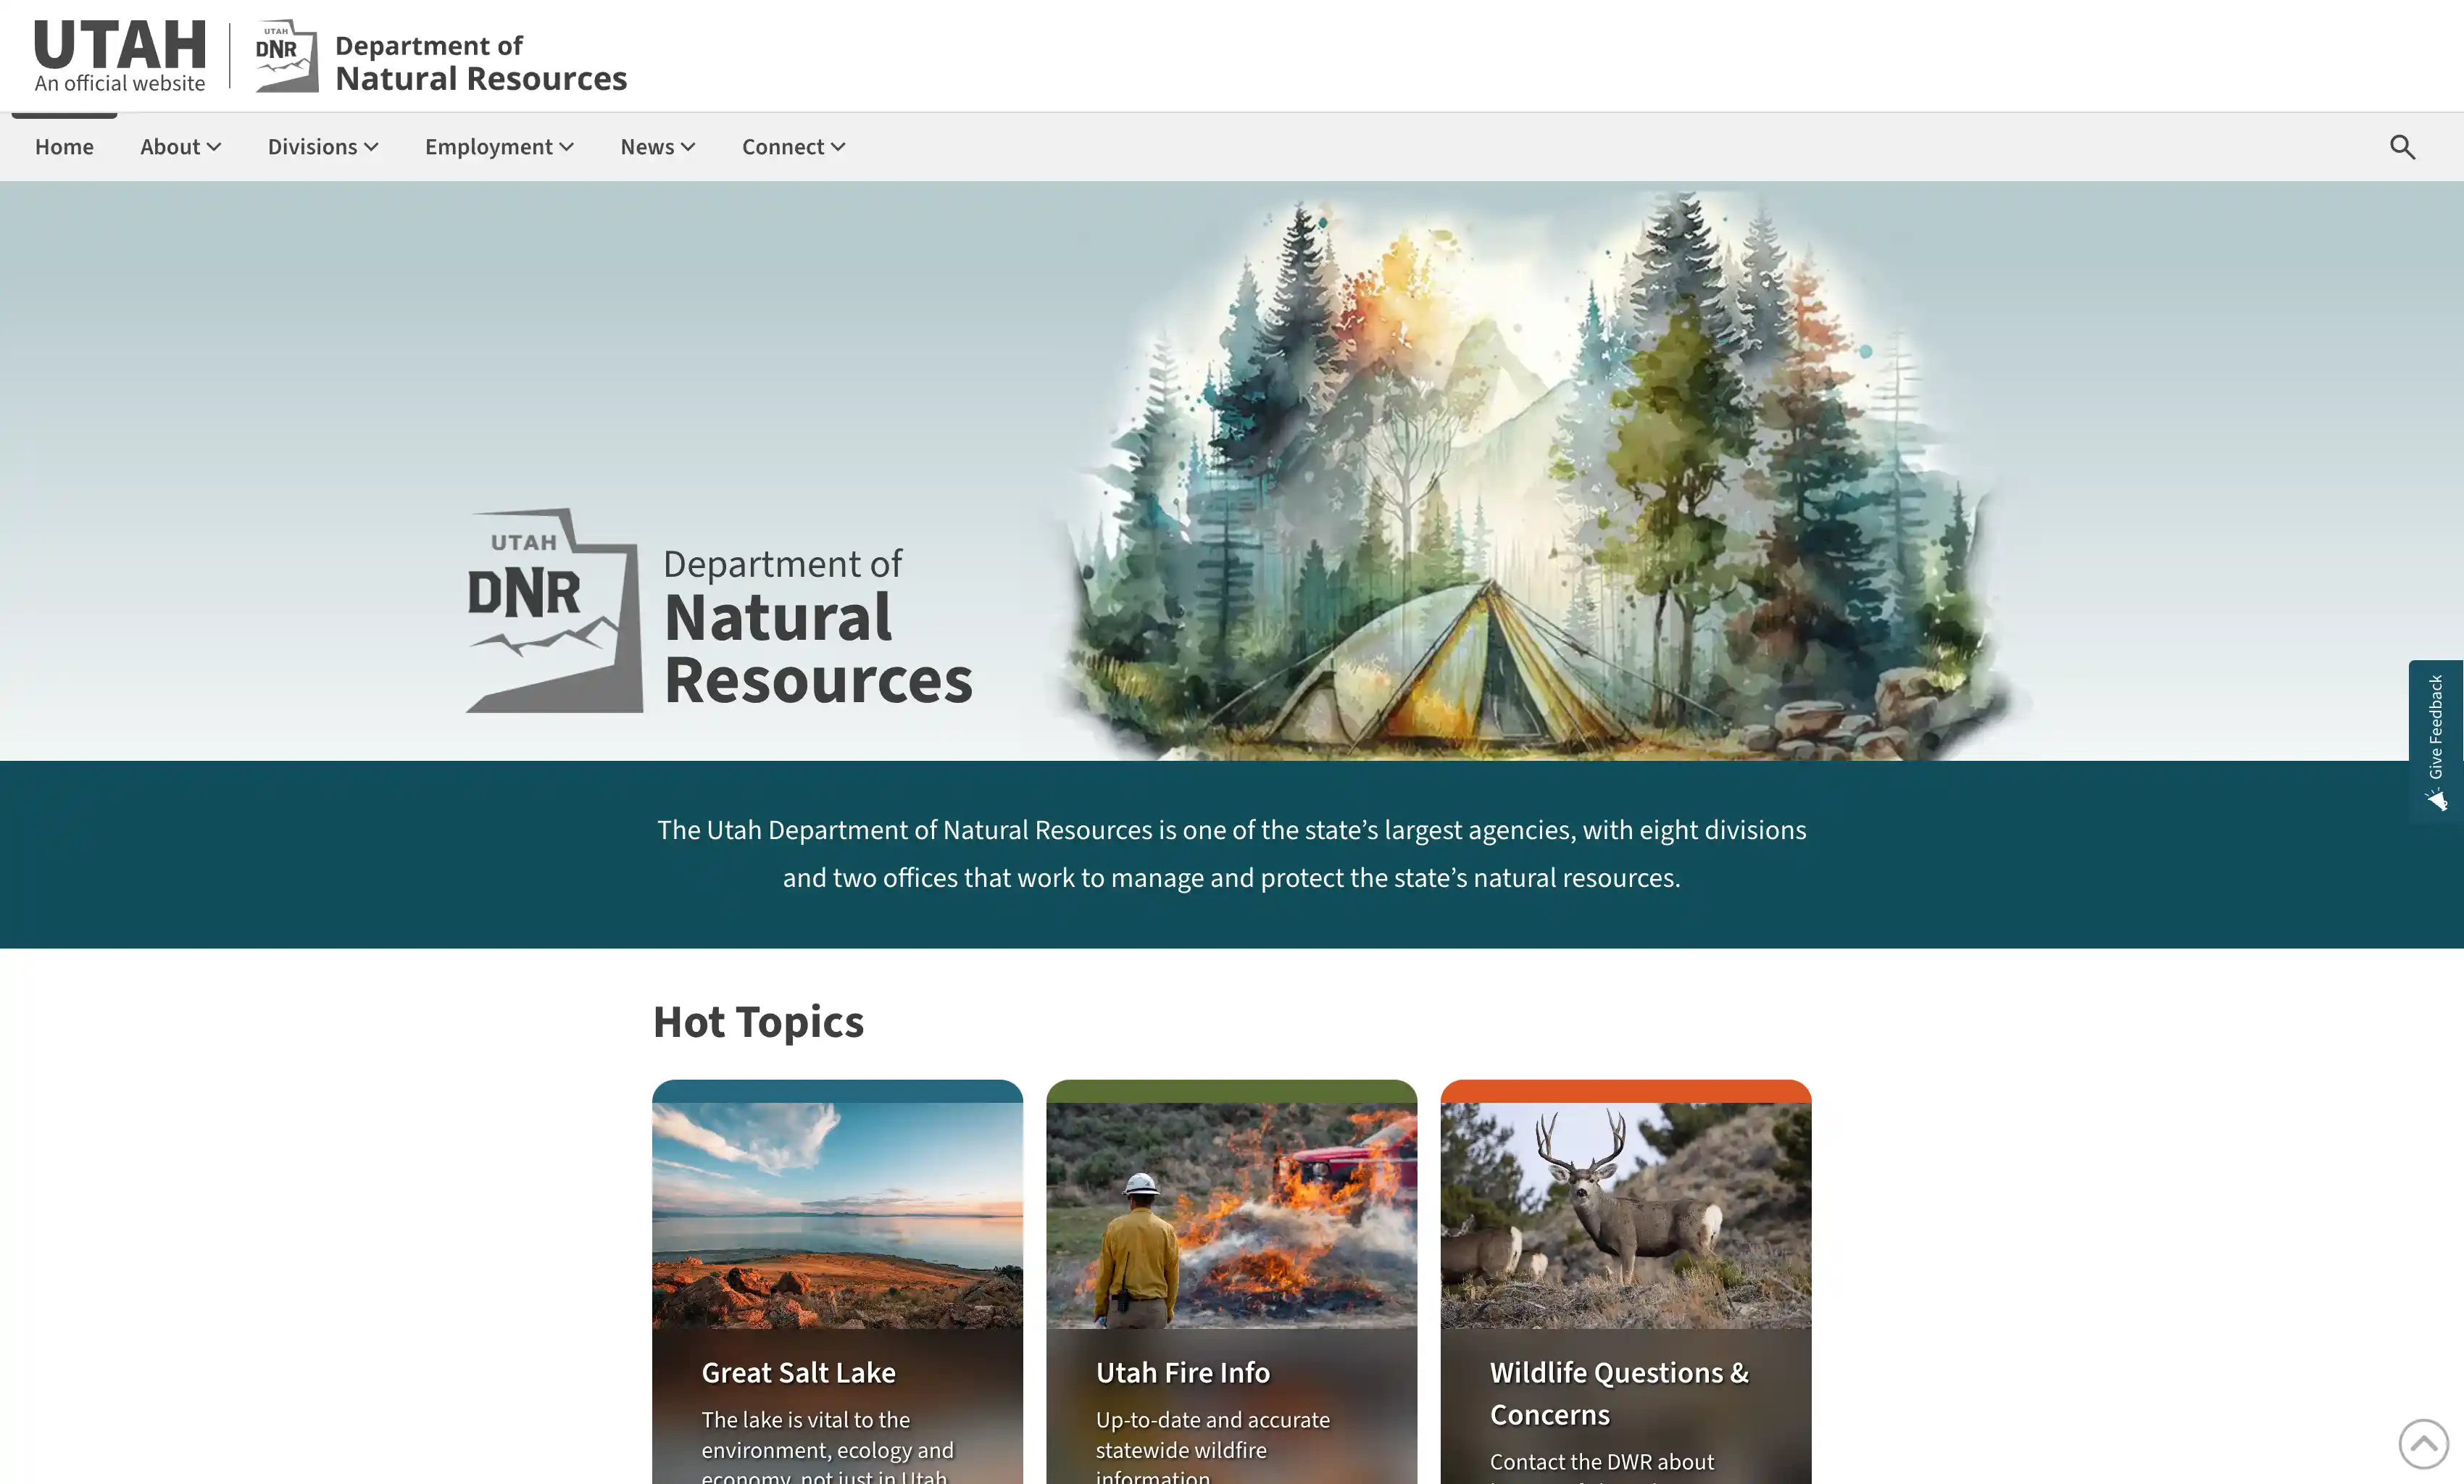 UTAH
An official website
UTAH
DNR
Department of
Natural Resources
Home
About
Divisions
Employment
News
Connect
UTAH
DNR
Department of
Natural
Resources
Give Feedback
The Utah Department of Natural Resources is one of the state’s largest agencies, with eight divisions
and two offices that work to manage and protect the state’s natural resources.
Hot Topics
Great Salt Lake
The lake is vital to the
environment, ecology and
economy, not just in Utah
Utah Fire Info
Up-to-date and accurate
statewide wildfire
information
Wildlife Questions &
Concerns
Contact the DWR about